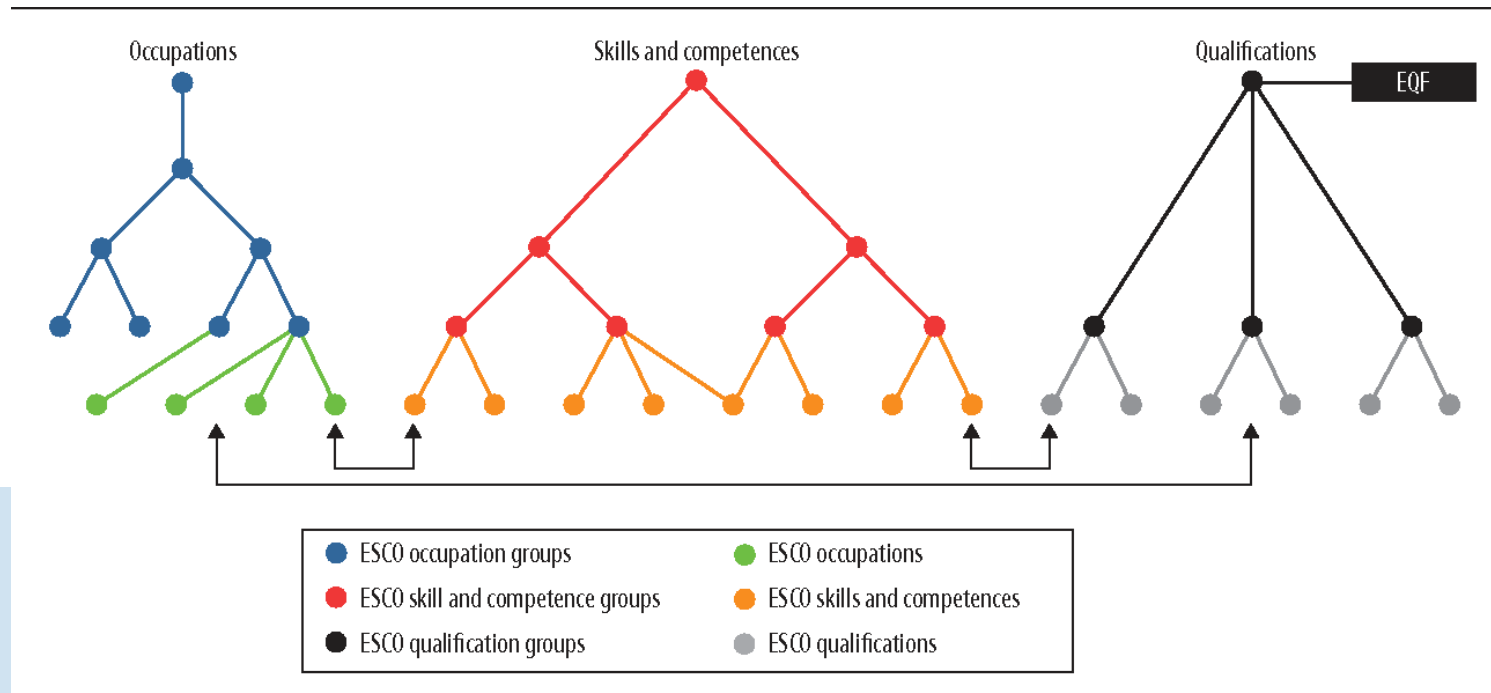 Occupations
Skills and competences
Qualifications
EQF
ESCO occupation groups
ESCO occupations
ESCO skill and competence groups
ESCO skills and competences
ESCO qualification groups
ESCO qualifications